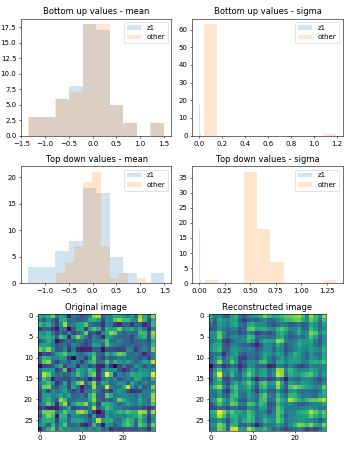 Bottom up values - mean
17.5
15.0
12.5
10.0
7.5
5.0
2.5
0.0
-1.5 -1.0 -0.5 0.0 0.5 1.0 1.5
z1
other
Bottom up values - sigma
60
50
40
30
20
10
0
0.0 0.2 0.4 0.6 0.8 1.0 1.2
z1
other
Top down values - mean
20
15
10
5
0
-1.0 -0.5 0.0 0.5 1.0 1.5
z1
other
Top down values - sigma
35
30
25
20
15
10
5
0
0.00 0.25 0.50 0.75 1.00 1.25
z1
other
Original image
0
5
10
15
20
25
0 10 20
Reconstructed image
0
5
10
15
20
25
0 10 20